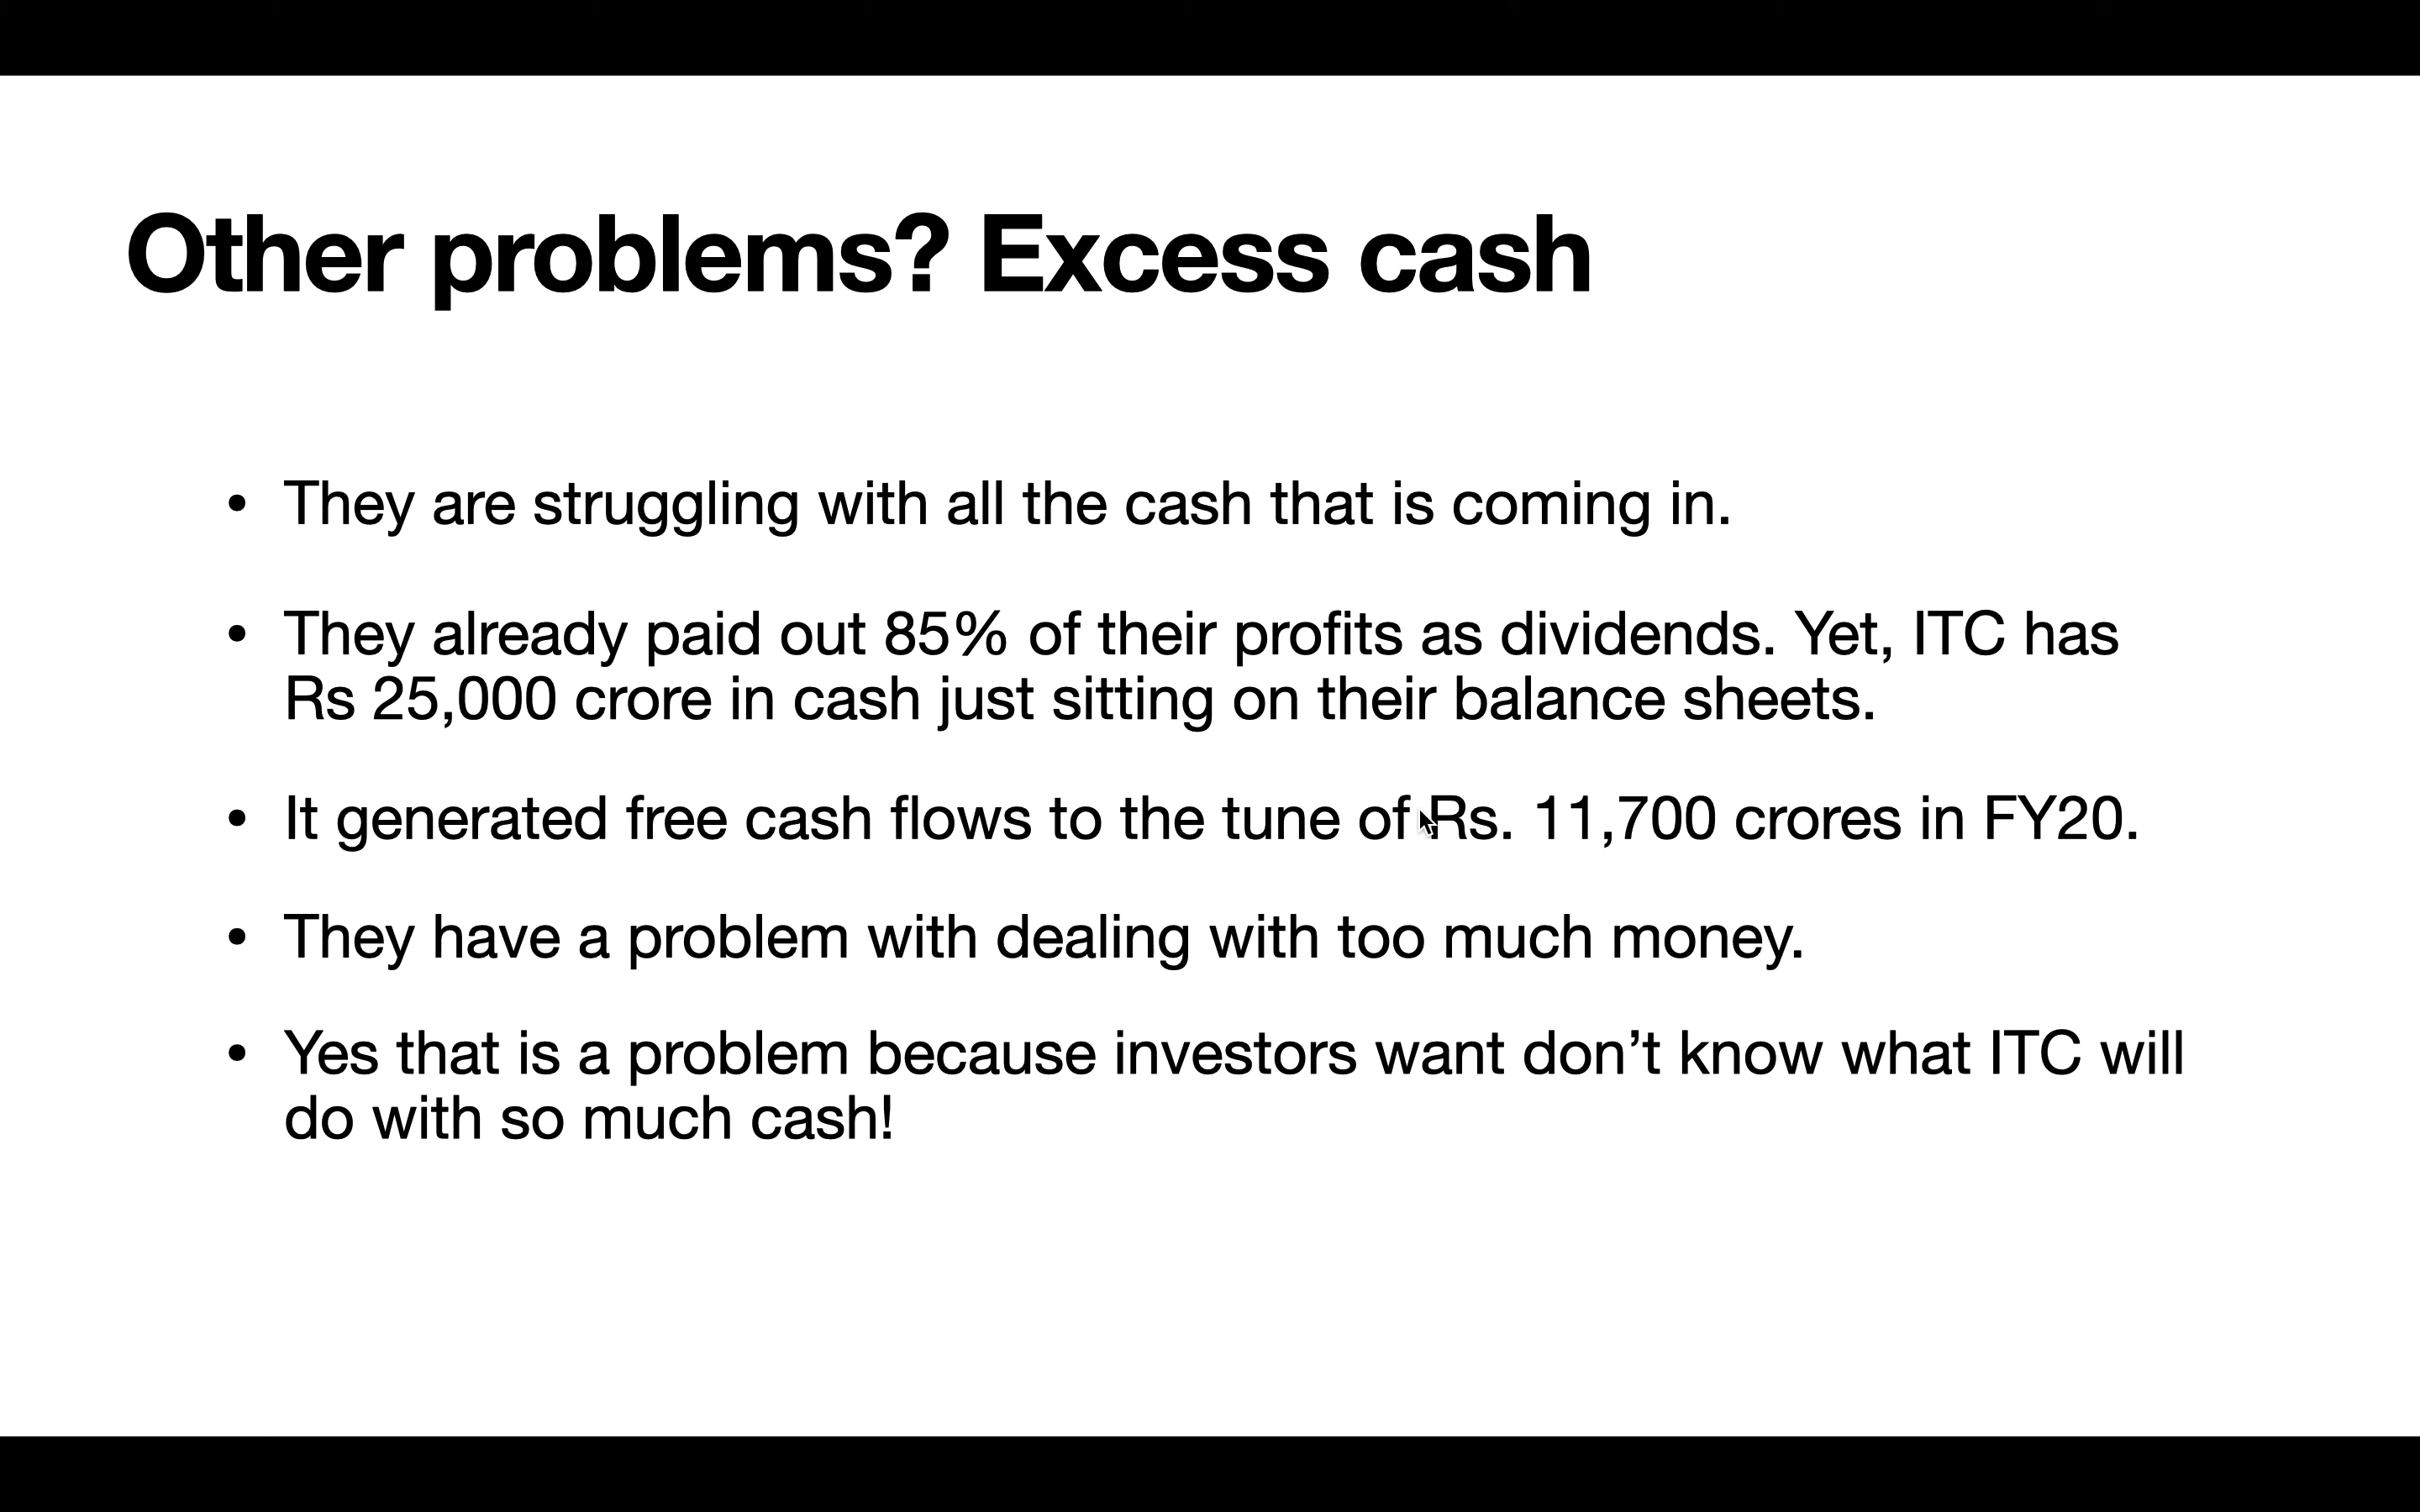 Other problems? Excess cash
• They are struggling with all the cash that is coming in.
• They already paid out 85% of their profits as dividends. Yet, ITC has
Rs 25,000 crore in cash just sitting on their balance sheets.
• It generated free cash flows to the tune of Rs. 11,700 crores in FY20.
• They have a problem with dealing with too much money.
• Yes that is a problem because investors want don’t know what ITC will
do with so much cash!